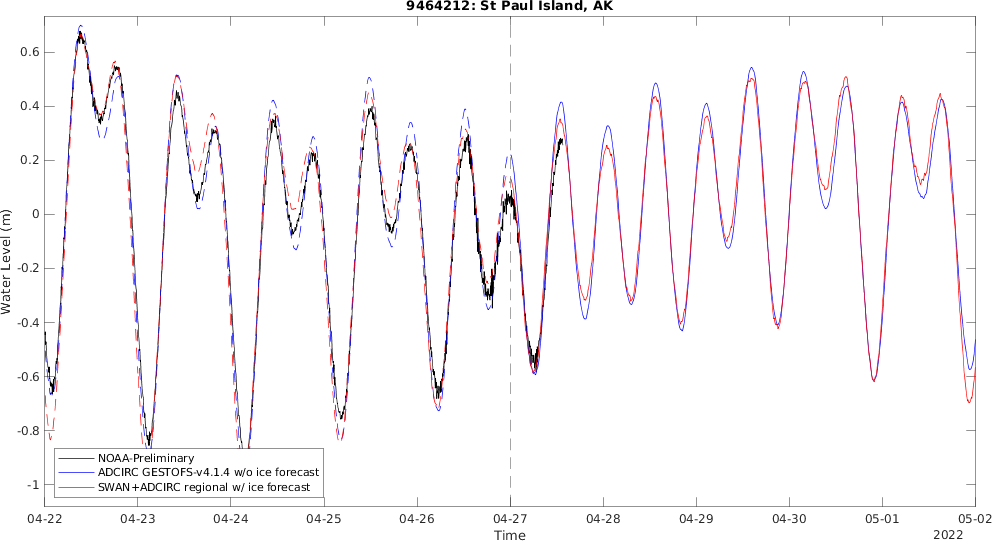 9464212: St Paul Island, AK
Water Level (m)
0.6
0.4
0.2
0
-0.2
-0.4
-0.6
-0.8
-1
NOAA-Preliminary
ADCIRC GESTOFS-v4.1.4 w/o ice forecast
SWAN+ADCIRC regional w/ ice forecast
04-22 04-23 04-24 04-25 04-26 04-27 04-28 04-29 04-30 05-01 05-02
Time
2022